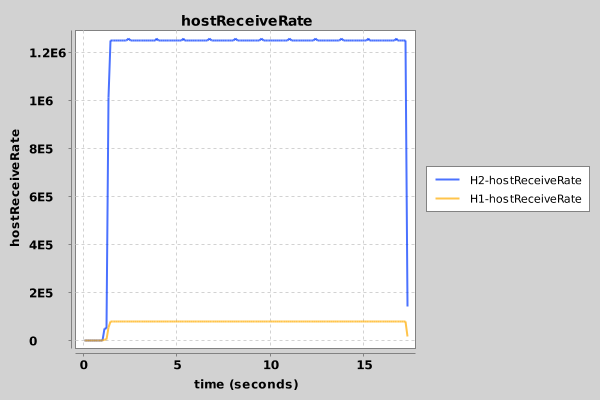 hostReceiveRate
1.2E6
1E6
8E5
6E5
4E5
2E5
0
hostReceiveRate
0 5 10 15
time (seconds)
H2-hostReceiveRate
H1-hostReceiveRate